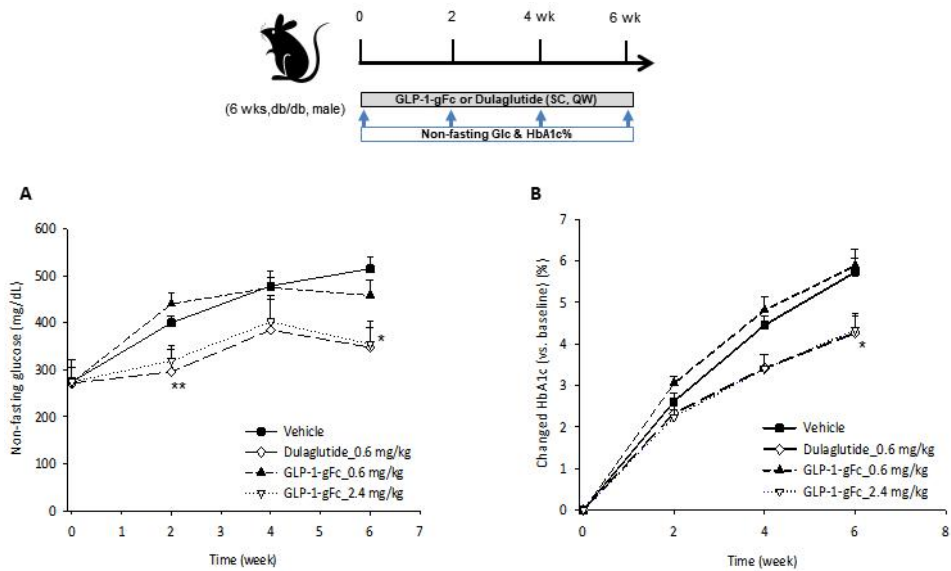 0 2 4 wk 6 wk
(6 wks,db/db, male)
GLP-1-gFc or Dulaglutide (SC, QW)
Non-fasting Glc & HbA1c%
A
Non-fasting glucose (mg/dL)
600
500
400
300
200
100
0
**
*
Vehicle
Dulaglutide_0.6 mg/kg
GLP-1-gFc_0.6 mg/kg
GLP-1-gFc_2.4 mg/kg
0 1 2 3 4 5 6 7
Time (week)
B
Changed HbA1c (vs. baseline) (%)
7
6
5
4
3
2
1
0
*
Vehicle
Dulaglutide_0.6 mg/kg
GLP-1-gFc_0.6 mg/kg
GLP-1-gFc_2.4 mg/kg
0 2 4 6 8
Time (week)